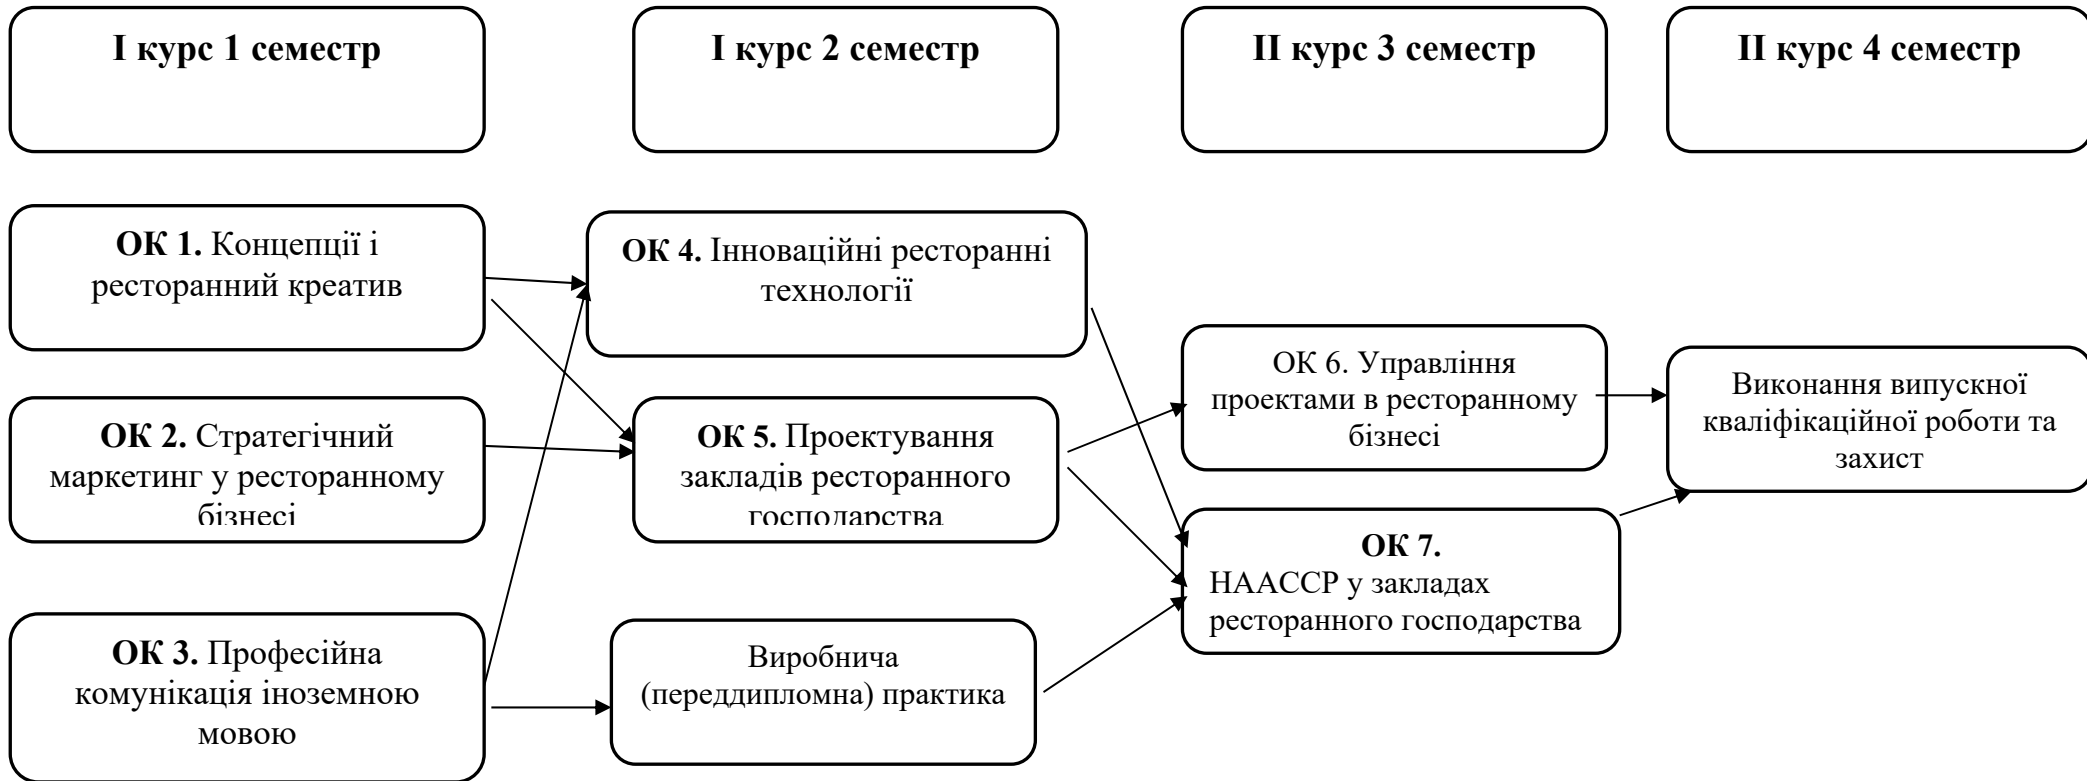 І курс 1 семестр
І курс 2 семестр
ІІ курс 3 семестр
ІІ курс 4 семестр
ОК 1. Концепції і
ресторанний креатив
ОК 2. Стратегічний
маркетинг у ресторанному
бізнесі
ОК 3. Професійна
комунікація іноземною
мовою
ОК 4. Інноваційні ресторанні
технології
ОК 5. Проектування
закладів ресторанного
господарства
Виробнича
(переддипломна) практика
ОК 6. Управління
проектами в ресторанному
бізнесі
ОК 7.
НААССР у закладах
ресторанного господарства
Виконання випускної
кваліфікаційної роботи та
захист